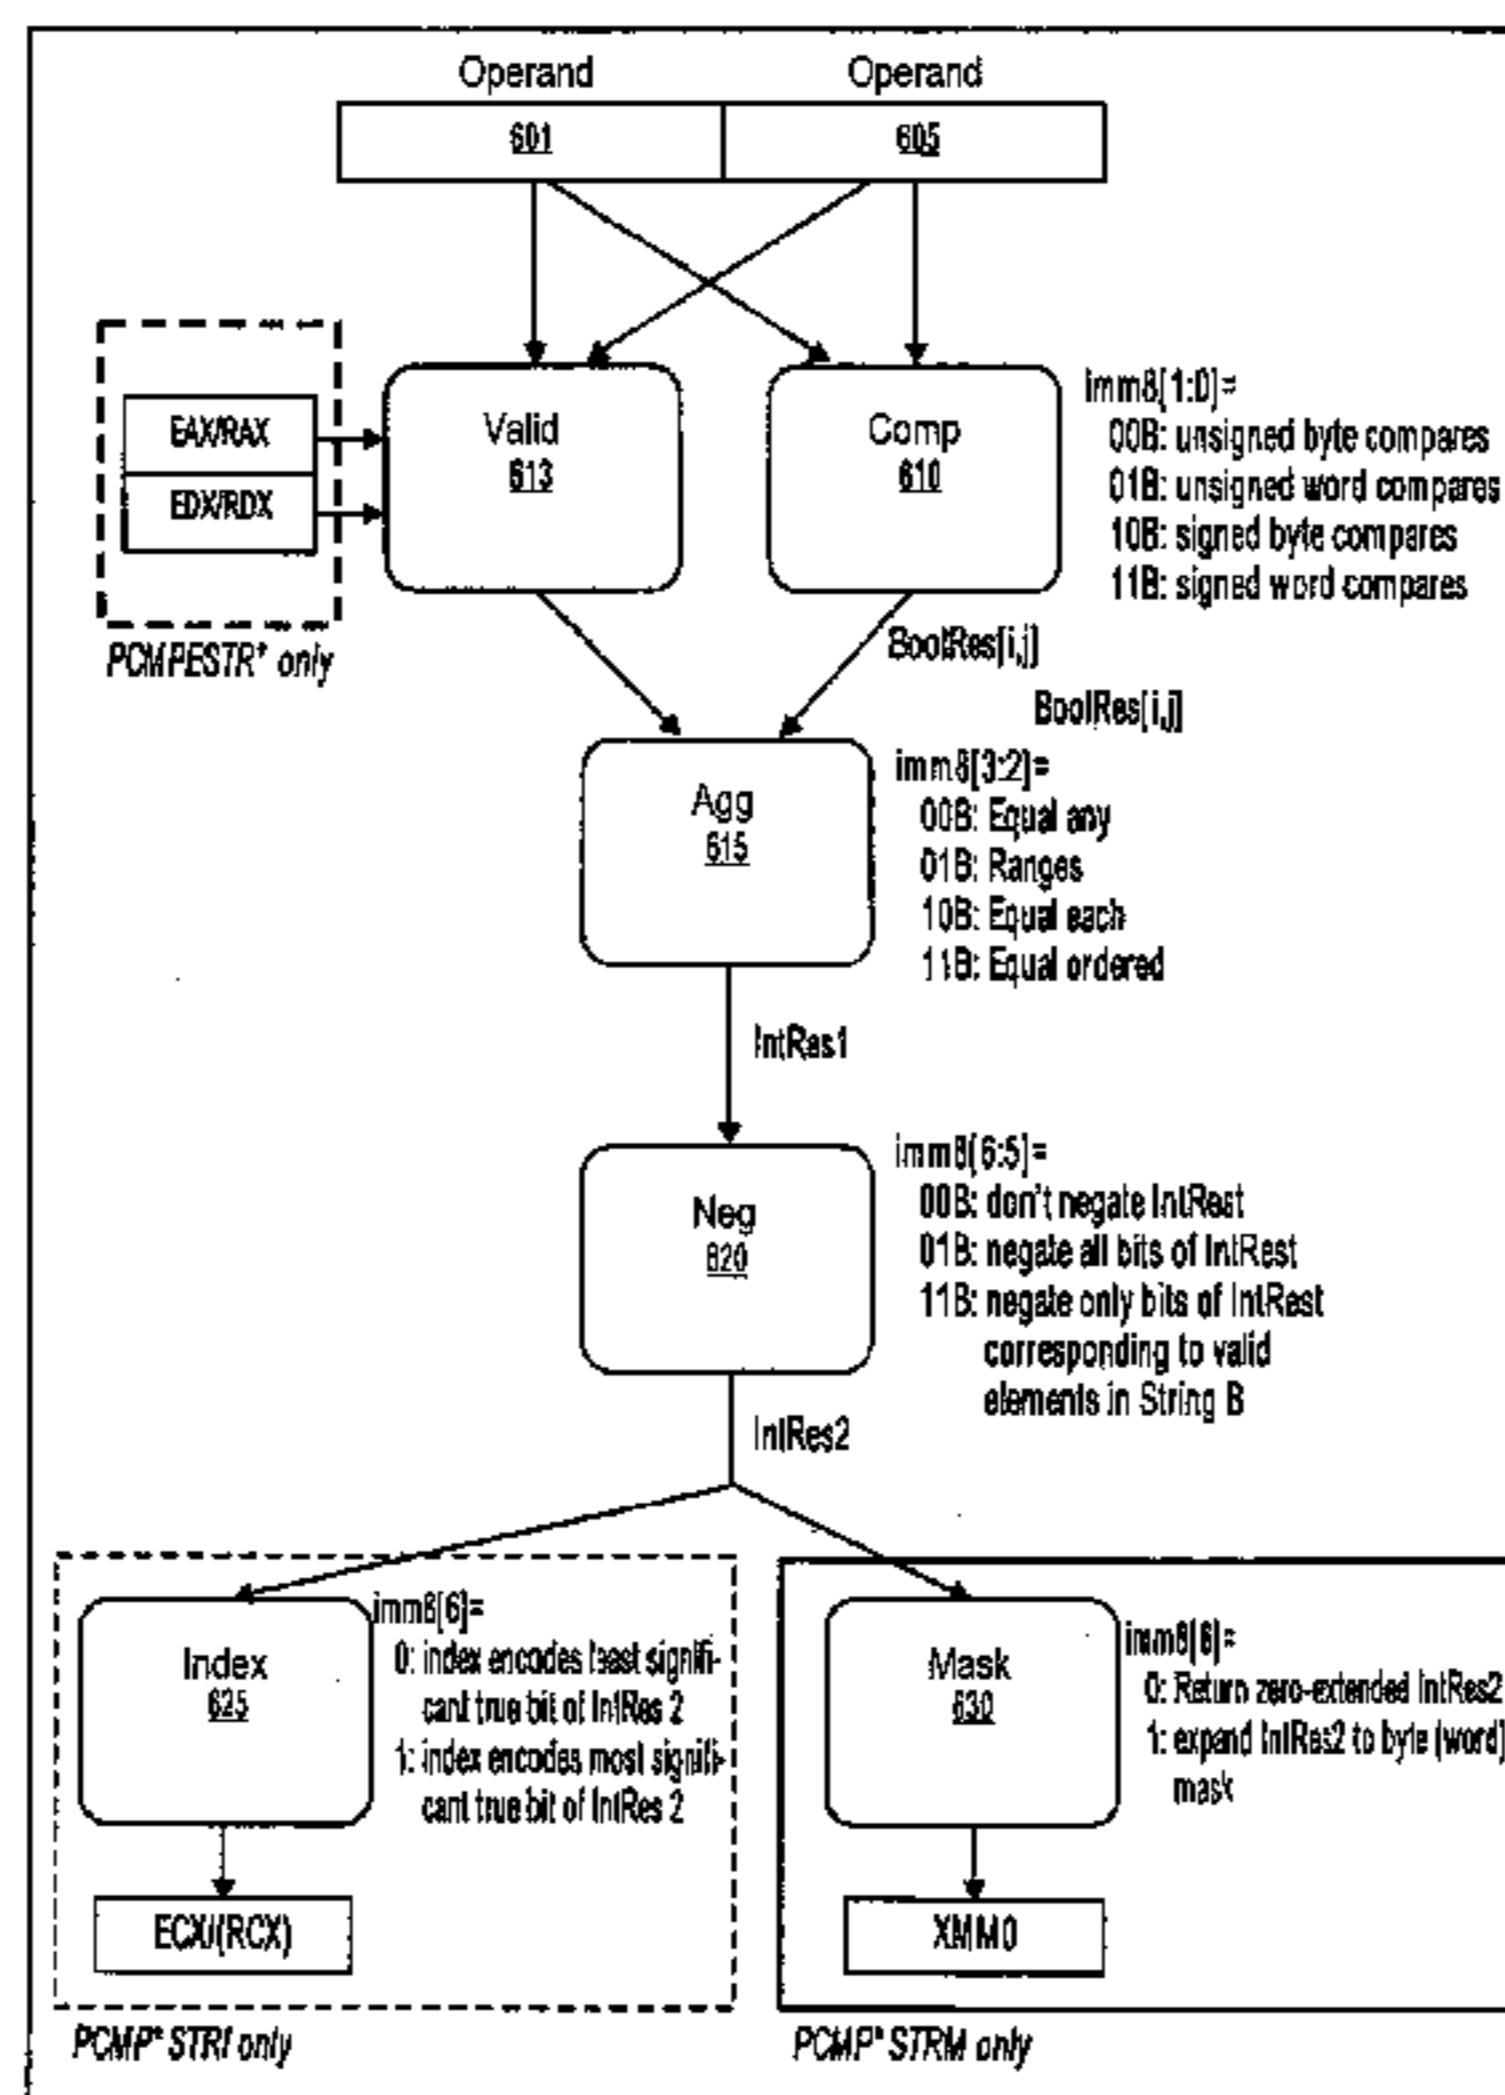 Operand Operand
601 605
EAX/RAX
EDX/RDX
PCMPESTR* only
Valid
613
Comp
610
imm8[1:0]=
00B: unsigned byte compares
01B: unsigned word compares
10B: signed byte compares
11B: signed word compares
BoolRes[i,j]
BoolRes[i,j]
Agg
615
imm8[3:2]=
00B: Equal any
01B: Ranges
10B: Equal each
11B: Equal ordered
IntRes1
Neg
620
imm8[6:5]=
00B: don't negate IntRest
01B: negate all bits of IntRest
11B: negate only bits of IntRest
corresponding to valid
elements in String B
IntRes2
Index
625
imm8[6]=
0: index encodes least signifi-
cant true bit of IntRes 2
1: index encodes most signifi-
cant true bit of IntRes 2
ECX/(RCX)
PCMP*STRI only
Mask
630
imm8[6]=
0: Return zero-extended IntRes2
1: expand IntRes2 to byte (word)
mask
XMM0
PCMP*STRM only